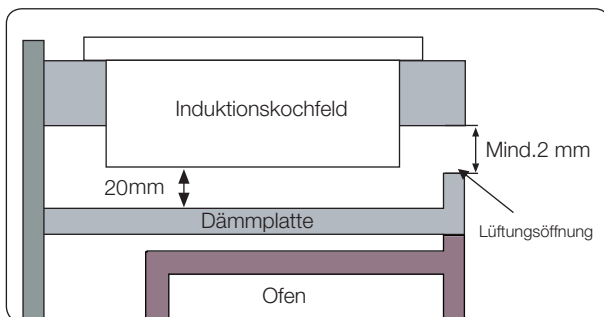 Induktionskochfeld
Mind.2 mm
20mm
Dämmplatte
Lüftungsöffnung
Ofen